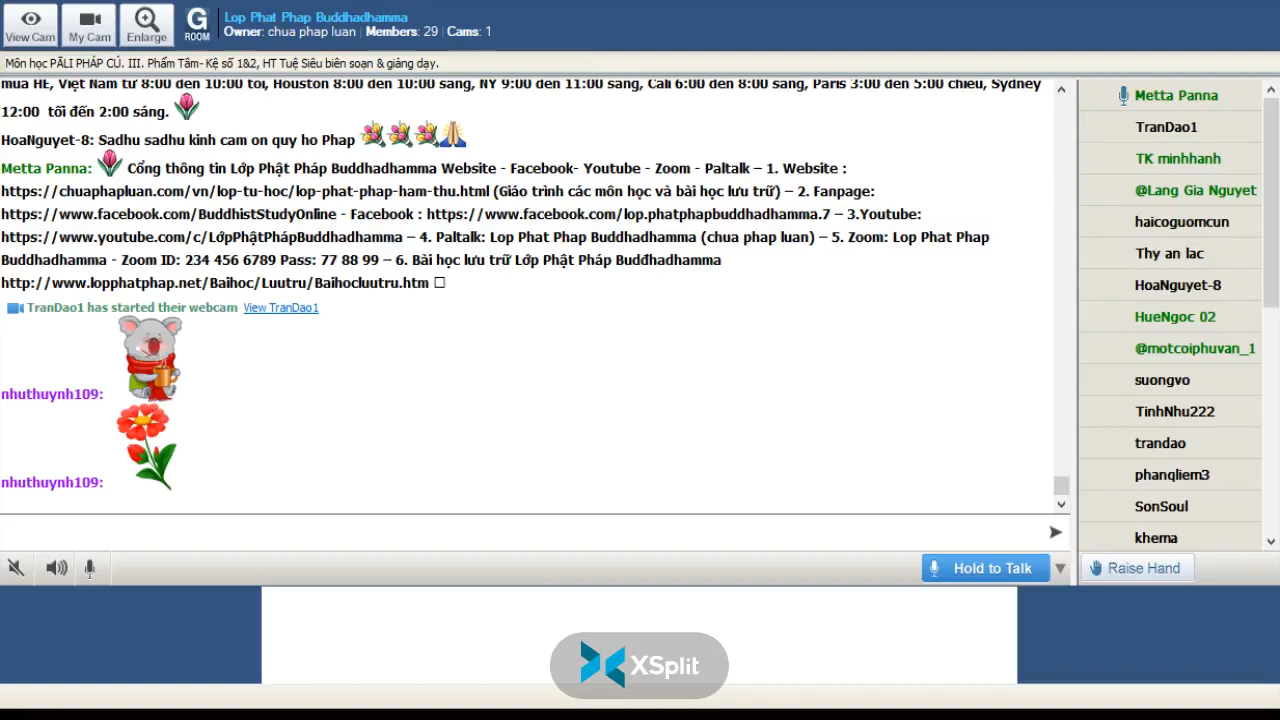 View Cam
My Cam
Enlarge
G
ROOM
Lop Phat Phap Buddhadhamma
Owner: chua phap luan | Members: 29 | Cams: 1
Môn học PÃLI PHÁP CÚ. III. Phẩm Tâm- Kệ số 1&2, HT Tuệ Siêu biên soạn & giảng dạy.
mùa HÈ, Việt Nam từ 8:00 đến 10:00 tối, Houston 8:00 đến 10:00 sáng, NY 9:00 đến 11:00 sáng, Cali 6:00 đến 8:00 sáng, Paris 3:00 đến 5:00 chiều, Sydney
12:00 tối đến 2:00 sáng.
HoaNguyet-8: Sadhu sadhu kinh cam on quy ho Phap
Metta Panna: Cổng thông tin Lớp Phật Pháp Buddhadhamma Website - Facebook- Youtube - Zoom - Paltalk – 1. Website :
https://chuaphapluan.com/vn/lop-tu-hoc/lop-phat-phap-ham-thu.html (Giáo trình các môn học và bài học lưu trữ) – 2. Fanpage:
https://www.facebook.com/BuddhistStudyOnline - Facebook : https://www.facebook.com/lop.phatphapbuddhadhamma.7 – 3.Youtube:
https://www.youtube.com/c/LớpPhậtPhápBuddhadhamma – 4. Paltalk: Lop Phat Phap Buddhadhamma (chua phap luan) – 5. Zoom: Lop Phat Phap
Buddhadhamma - Zoom ID: 234 456 6789 Pass: 77 88 99 – 6. Bài học lưu trữ Lớp Phật Pháp Budđhadhamma
http://www.lopphatphap.net/Baihoc/Luutru/Baihocluutru.htm
TranDao1 has started their webcam View TranDao1
nhuthuynh109:
nhuthuynh109:
Metta Panna
TranDao1
TK minhhanh
@Lang Gia Nguyet
haicoguomcun
Thy an lac
HoaNguyet-8
HueNgoc 02
@motcoiphuvan_1
suongvo
TinhNhu222
trandao
phanqliem3
SonSoul
khema
Hold to Talk
Raise Hand
XSplit